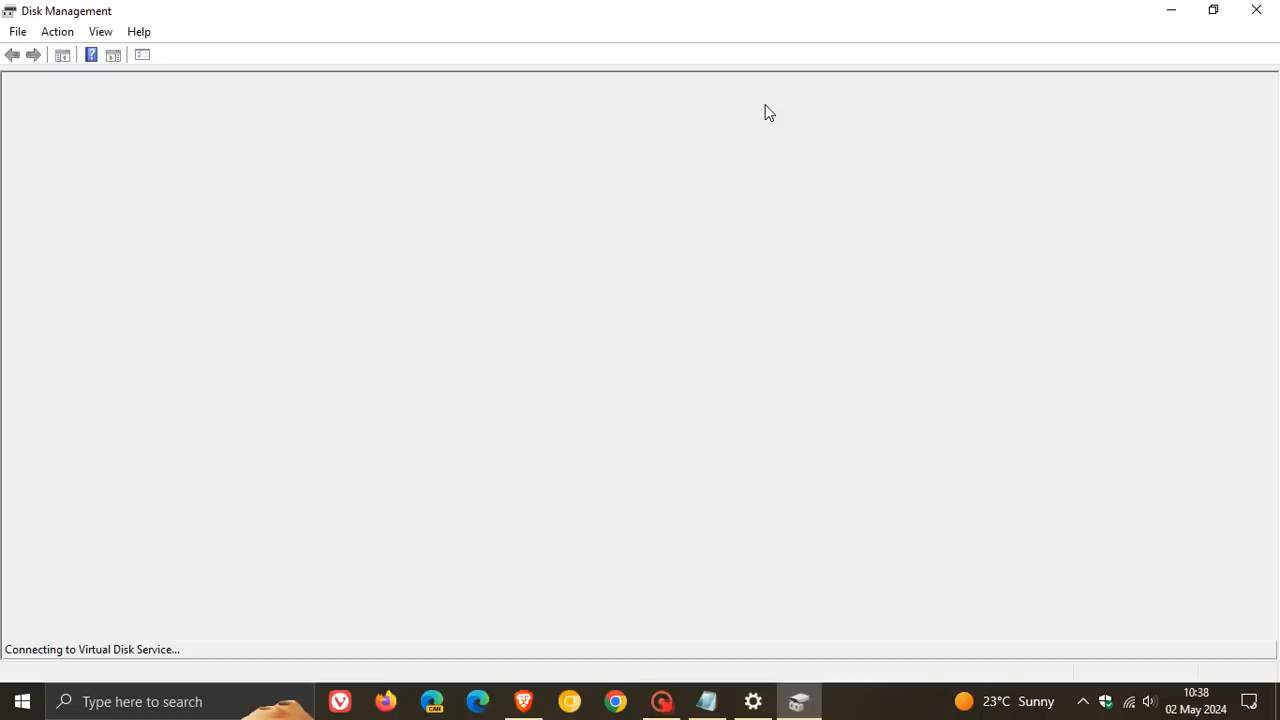 Disk Management
File Action View Help
Connecting to Virtual Disk Service...
Type here to search
CAN
23°C Sunny
10:38
02 May 2024